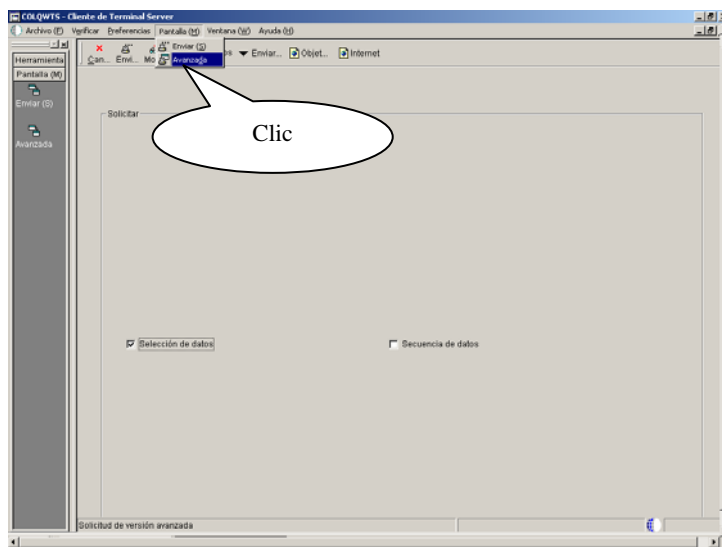 COLQWTS - Cliente de Terminal Server
Archivo (F) Verificar Preferencias Pantalla (M) Ventana (W) Ayuda (H)
Herramienta
Pantalla (M)
Enviar (S)
Avanzada
Can... Envi... Mo
Enviar (S)
Avanzada
os Enviar... Objet... Internet
Solicitar
Clic
Selección de datos
Secuencia de datos
Solicitud de versión avanzada